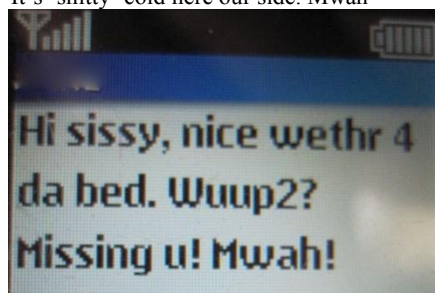 It's "shitty" cold here our side. Mwah
Hi sissy, nice wethr 4
da bed. Wuup2?
Missing u! Mwah!